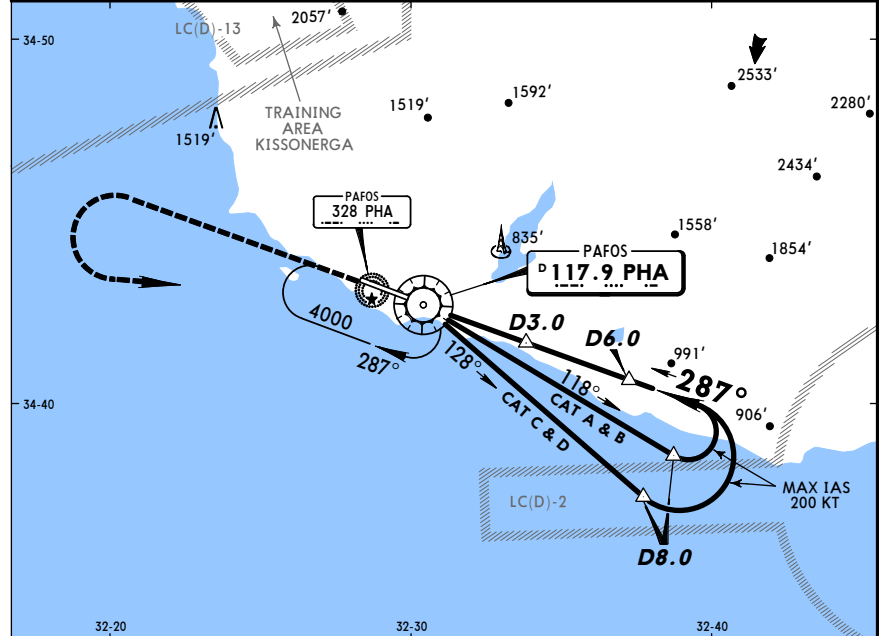 2057'
LC(D)-13
34-50
2533'
1592'
1519'
2280'
TRAINING
AREA
KISSONERGA
1519'
2434'
PAFOS
328 PHA
1558'
835'
PAFOS
D 117.9 PHA
1854'
4000
D3.0
D6.0
991'
287°
128°
118°
287°
34-40
CAT A & B
CAT C & D
906'
MAX IAS
200 KT
LC(D)-2
D8.0
32-20
32-30
32-40